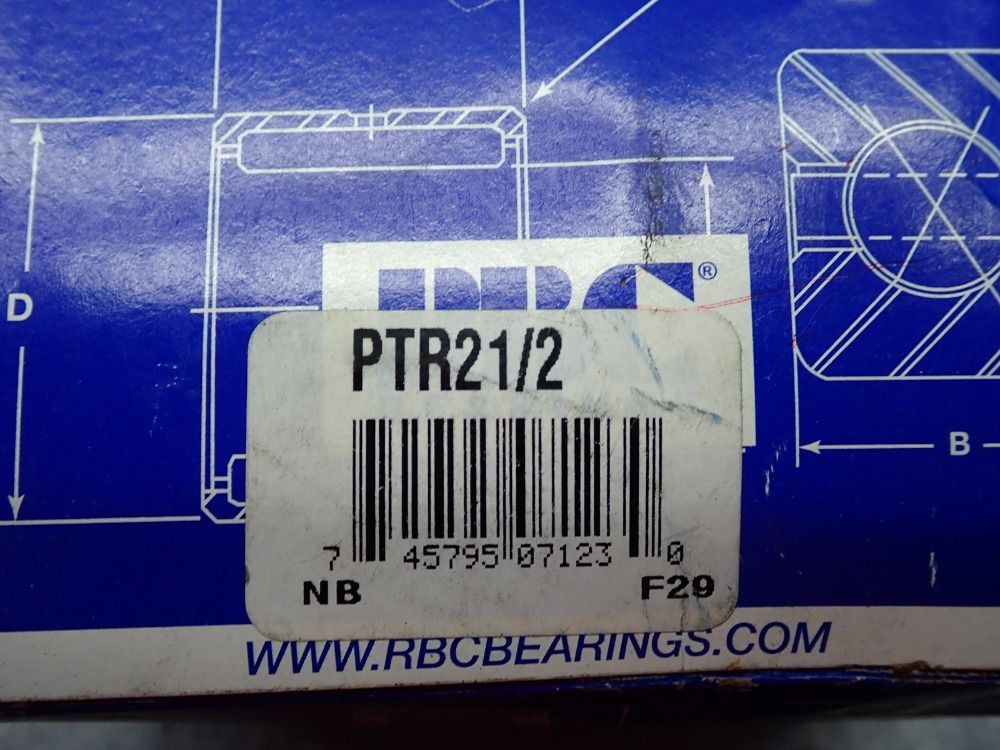 D
®
PTR21/2
B
7 45795 07123 0
NB F29
WWW.RBCBEARINGS.COM